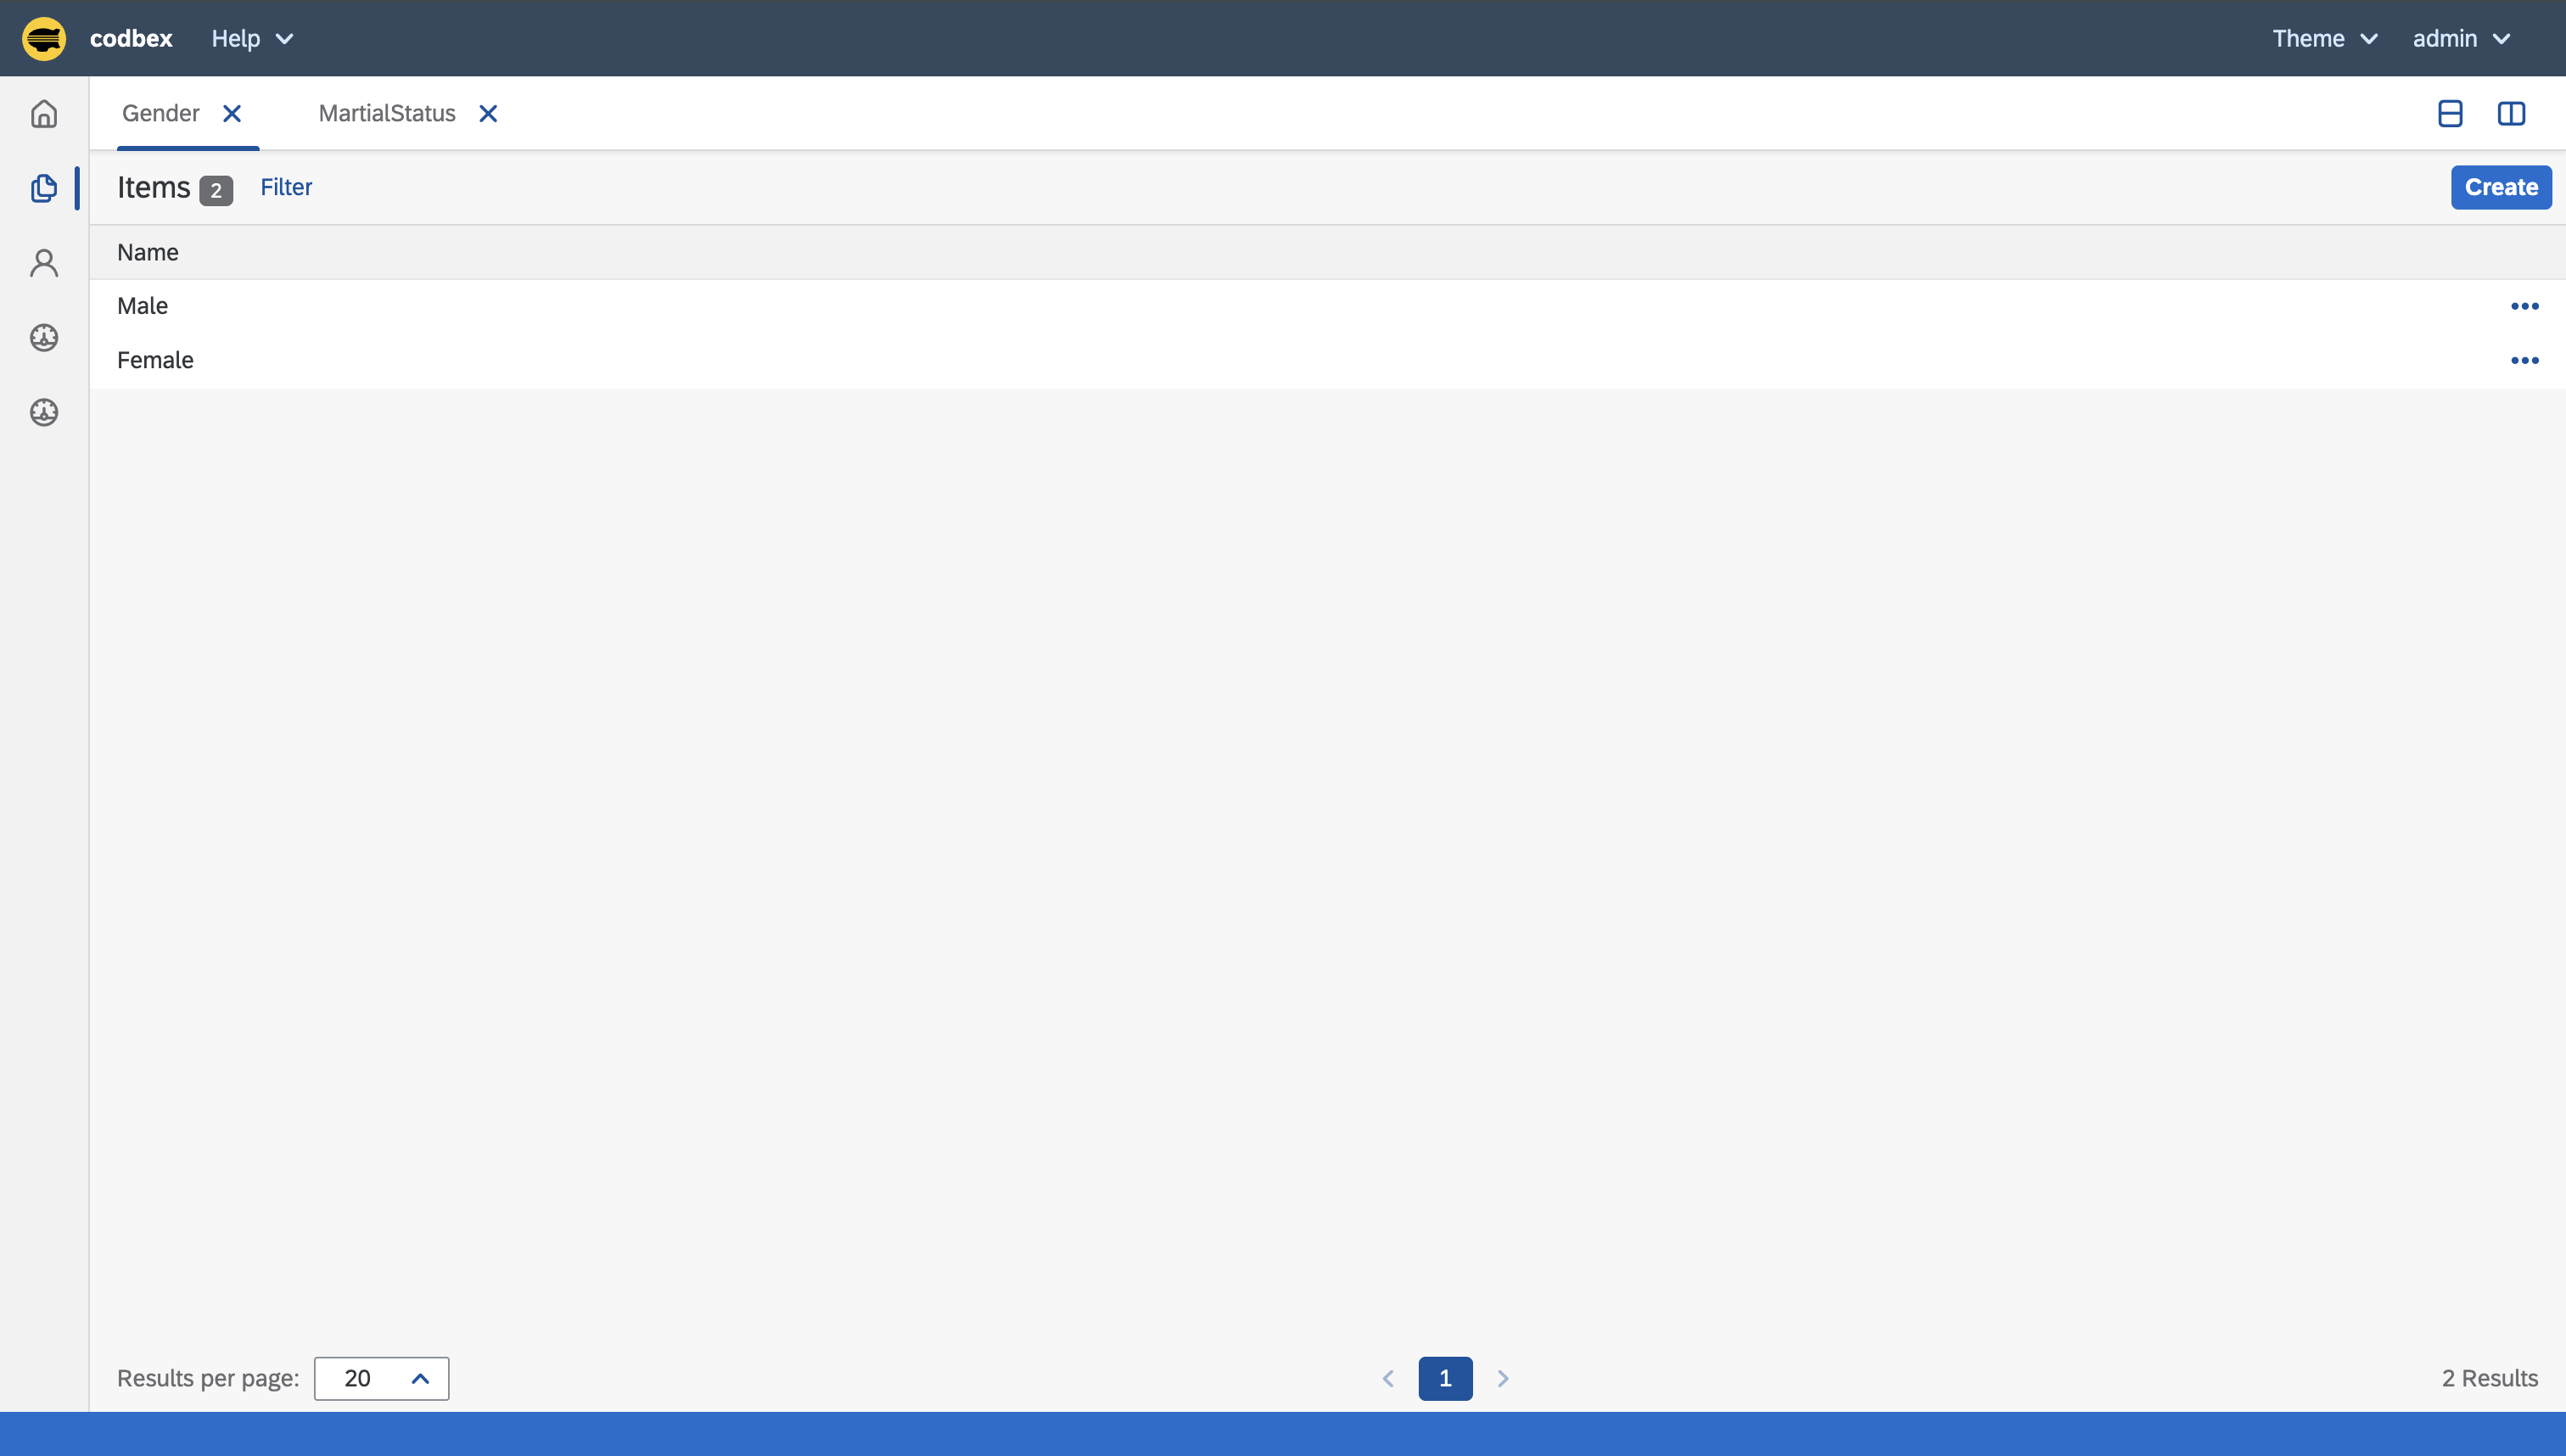 codbex Help Theme admin
Gender MartialStatus
Items 2 Filter Create
Name
Male
Female
Results per page: 20 1 2 Results